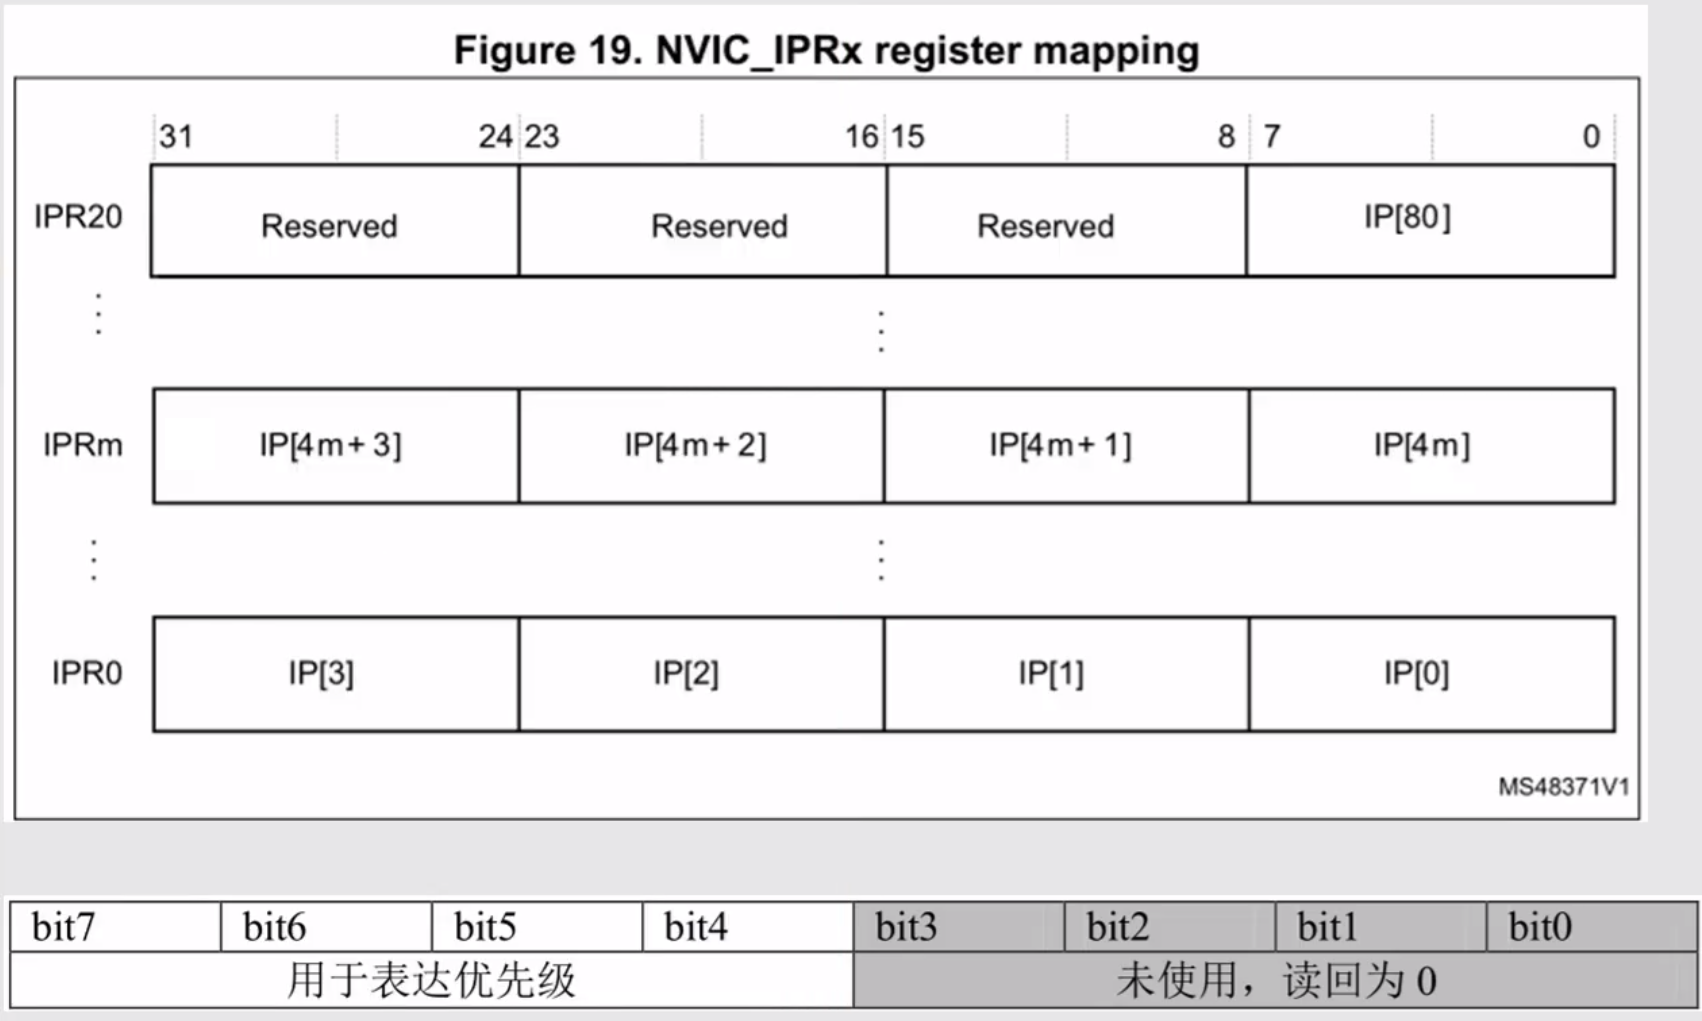 Figure 19. NVIC_IPRx register mapping
31 24 23 16 15 8 7 0
IPR20 Reserved Reserved Reserved IP[80]
IPRm IP[4m+3] IP[4m+2] IP[4m+1] IP[4m]
IPR0 IP[3] IP[2] IP[1] IP[0]
MS48371V1
bit7 bit6 bit5 bit4 bit3 bit2 bit1 bit0
用于表达优先级 未使用，读回为 0